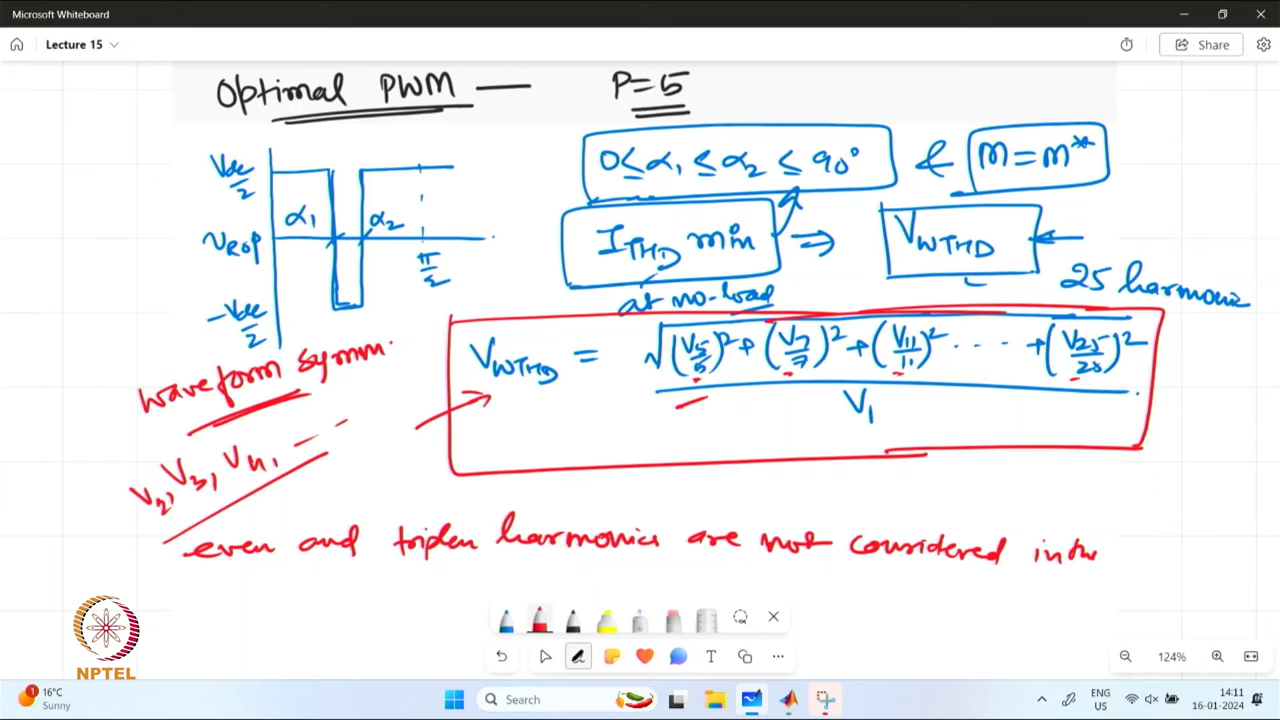 Microsoft Whiteboard
Lecture 15
Share
Optimal PWM — P=5
Vdc/2
α1
α2
VROp
π/2
-Vdc/2
0≤α1≤α2≤90° & m=m*
ITHD min ⇒ VWTHD
at no-load
25 harmonic
VWTHD = √(V5/5)²+(V7/7)²+(V11/11)²....+(V25/25)²
V1
waveform symm.
V2, V3, V4, ---
even and triplen harmonics are not considered in
NPTEL
124%
1
16°C
Sunny
Search
ENG
US
14:11
16-01-2024